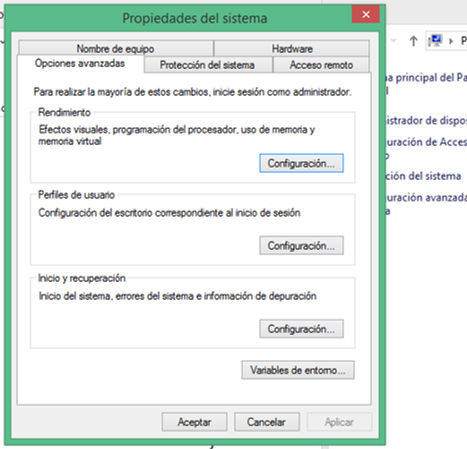 Propiedades del sistema
Nombre de equipo
Hardware
Opciones avanzadas
Protección del sistema
Acceso remoto
Para realizar la mayoría de estos cambios, inicie sesión como administrador.
Rendimiento
Efectos visuales, programación del procesador, uso de memoria y
memoria virtual
Configuración...
Perfiles de usuario
Configuración del escritorio correspondiente al inicio de sesión
Configuración...
Inicio y recuperación
Inicio del sistema, errores del sistema e información de depuración
Configuración...
Variables de entorno...
Aceptar
Cancelar
Aplicar
P
a principal del Pa
istrador de dispos
uración de Acces
ción del sistema
uración avanzada